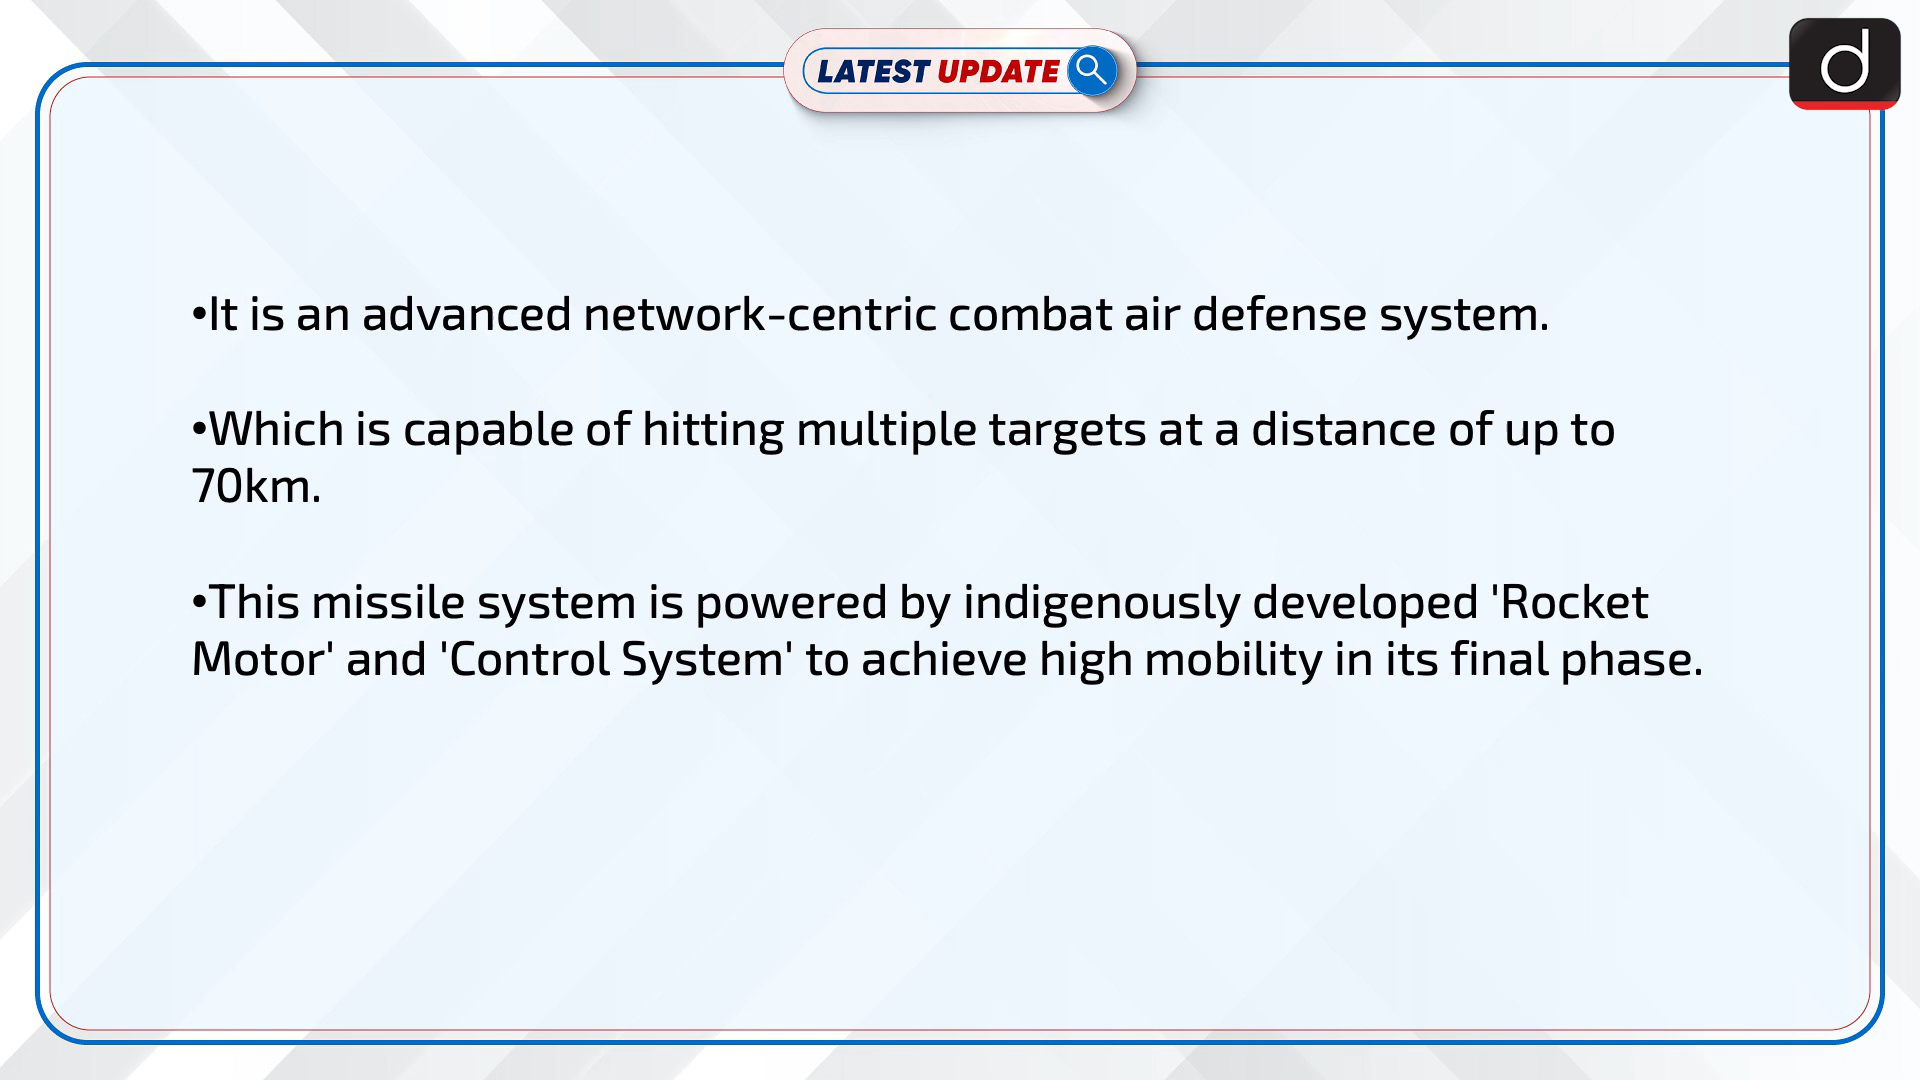 LATEST UPDATE
d
•It is an advanced network-centric combat air defense system.
•Which is capable of hitting multiple targets at a distance of up to
70km.
•This missile system is powered by indigenously developed 'Rocket
Motor' and 'Control System' to achieve high mobility in its final phase.